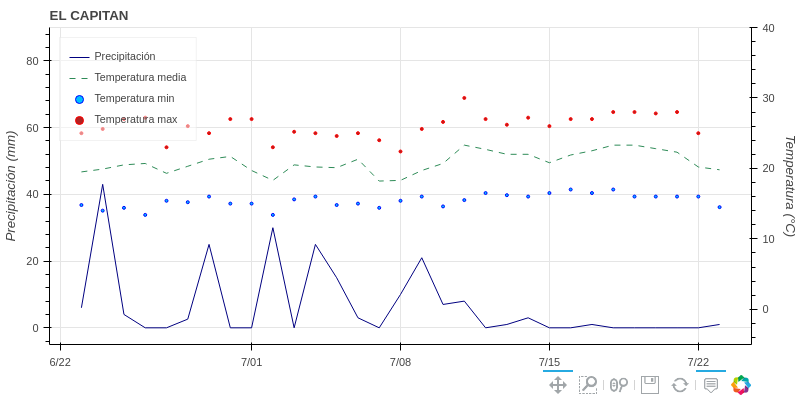 EL CAPITAN
Precipitación
Temperatura media
Temperatura min
Temperatura max
Precipitación (mm)
80
60
40
20
0
Temperatura (°C)
40
30
20
10
0
6/22
7/01
7/08
7/15
7/22